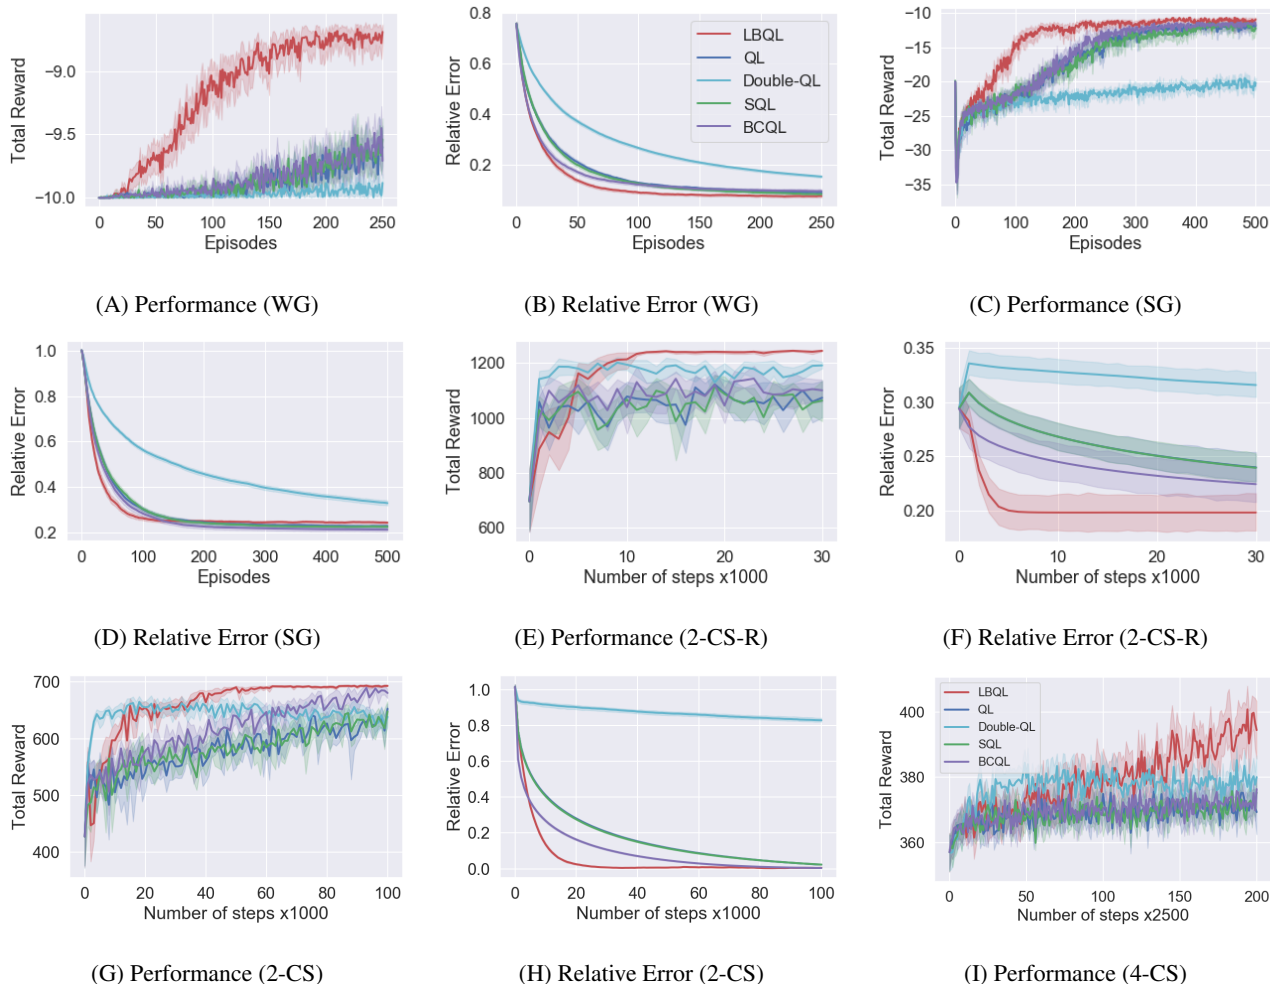 −9.0
−9.5
−10.0
Total Reward
0 50 100 150 200 250
Episodes
(A) Performance (WG)
0.8
0.6
0.4
0.2
Relative Error
LBQL
QL
Double-QL
SQL
BCQL
0 50 100 150 200 250
Episodes
(B) Relative Error (WG)
−10
−15
−20
−25
−30
−35
Total Reward
0 100 200 300 400 500
Episodes
(C) Performance (SG)
1.0
0.8
0.6
0.4
0.2
Relative Error
0 100 200 300 400 500
Episodes
(D) Relative Error (SG)
1200
1000
800
600
Total Reward
0 10 20 30
Number of steps x1000
(E) Performance (2-CS-R)
0.35
0.30
0.25
0.20
Relative Error
0 10 20 30
Number of steps x1000
(F) Relative Error (2-CS-R)
700
600
500
400
Total Reward
0 20 40 60 80 100
Number of steps x1000
(G) Performance (2-CS)
1.0
0.8
0.6
0.4
0.2
0.0
Relative Error
0 20 40 60 80 100
Number of steps x1000
(H) Relative Error (2-CS)
400
380
360
Total Reward
LBQL
QL
Double-QL
SQL
BCQL
0 50 100 150 200
Number of steps x2500
(I) Performance (4-CS)